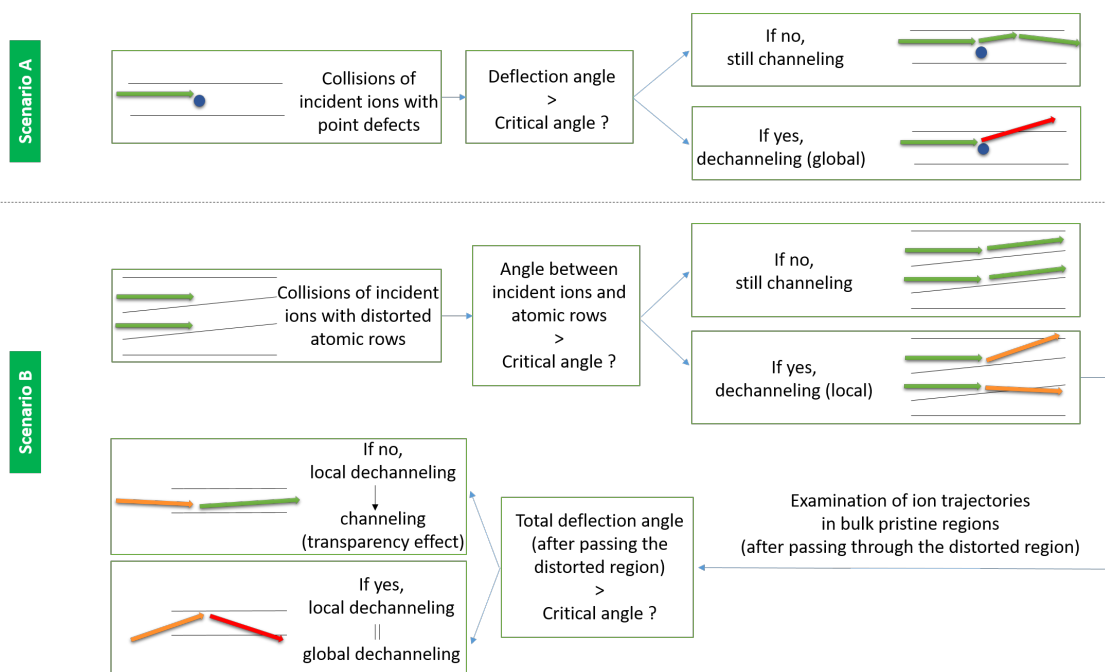 Scenario A
Collisions of
incident ions with
point defects
Deflection angle
>
Critical angle ?
If no,
still channeling
If yes,
dechanneling (global)
Scenario B
Collisions of incident
ions with distorted
atomic rows
Angle between
incident ions and
atomic rows
>
Critical angle ?
If no,
still channeling
If yes,
dechanneling (local)
Examination of ion trajectories
in bulk pristine regions
(after passing through the distorted region)
Total deflection angle
(after passing the
distorted region)
>
Critical angle ?
If no,
local dechanneling
channeling
(transparency effect)
If yes,
local dechanneling
global dechanneling